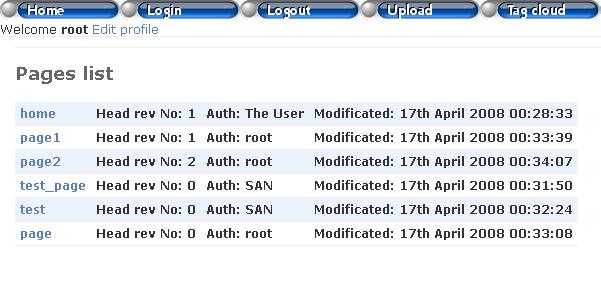 Home Login Logout Upload Tag cloud
Welcome root Edit profile
Pages list
home Head rev No: 1 Auth: The User Modificated: 17th April 2008 00:28:33
page1 Head rev No: 1 Auth: root Modificated: 17th April 2008 00:33:39
page2 Head rev No: 2 Auth: root Modificated: 17th April 2008 00:34:07
test_page Head rev No: 0 Auth: SAN Modificated: 17th April 2008 00:31:50
test Head rev No: 0 Auth: SAN Modificated: 17th April 2008 00:32:24
page Head rev No: 0 Auth: root Modificated: 17th April 2008 00:33:08